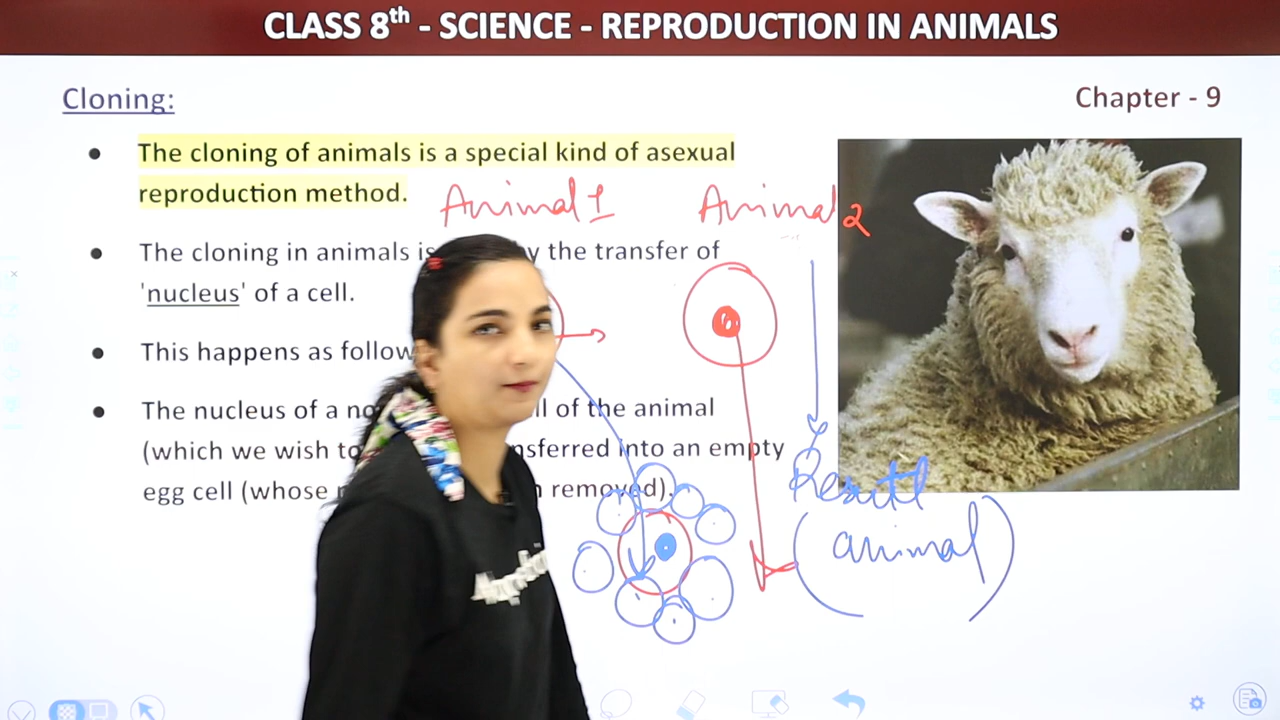 CLASS 8th - SCIENCE - REPRODUCTION IN ANIMALS
Cloning:
Chapter - 9
● The cloning of animals is a special kind of asexual
reproduction method.
Animal 1
Animal 2
● The cloning in animals is by the transfer of
'nucleus' of a cell.
● This happens as follow
● The nucleus of a of the animal
(which we wish to into an empty
egg cell (whose removed).
Result
(animal)